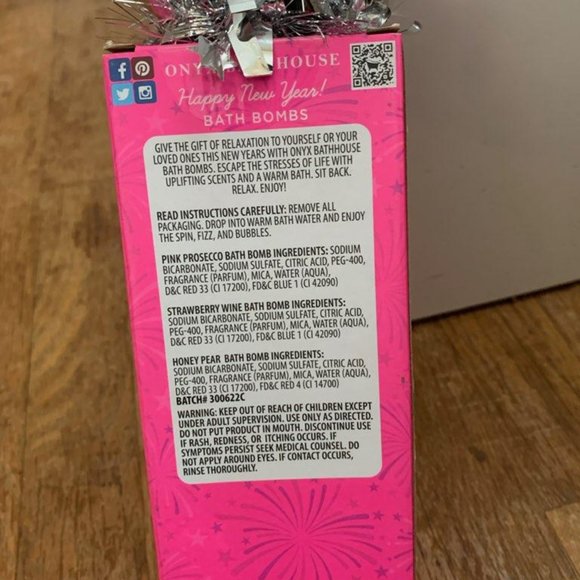 ONY HOUSE
Happy New Year!
BATH BOMBS
GIVE THE GIFT OF RELAXATION TO YOURSELF OR YOUR
LOVED ONES THIS NEW YEARS WITH ONYX BATHHOUSE
BATH BOMBS. ESCAPE THE STRESSES OF LIFE WITH
UPLIFTING SCENTS AND A WARM BATH. SIT BACK.
RELAX. ENJOY!
READ INSTRUCTIONS CAREFULLY: REMOVE ALL
PACKAGING. DROP INTO WARM BATH WATER AND ENJOY
THE SPIN, FIZZ, AND BUBBLES.
PINK PROSECCO BATH BOMB INGREDIENTS: SODIUM
BICARBONATE, SODIUM SULFATE, CITRIC ACID, PEG-400,
FRAGRANCE (PARFUM), MICA, WATER (AQUA),
D&C RED 33 (CI 17200), FD&C BLUE 1 (CI 42090)
STRAWBERRY WINE BATH BOMB INGREDIENTS:
SODIUM BICARBONATE, SODIUM SULFATE, CITRIC ACID,
PEG-400, FRAGRANCE (PARFUM), MICA, WATER (AQUA),
D&C RED 33 (CI 17200), FD&C BLUE 1 (CI 42090)
HONEY PEAR BATH BOMB INGREDIENTS:
SODIUM BICARBONATE, SODIUM SULFATE, CITRIC ACID,
PEG-400, FRAGRANCE (PARFUM), MICA, WATER (AQUA),
D&C RED 33 (CI 17200), FD&C RED 4 (CI 14700)
BATCH# 300622C
WARNING: KEEP OUT OF REACH OF CHILDREN EXCEPT
UNDER ADULT SUPERVISION. USE ONLY AS DIRECTED.
DO NOT PUT PRODUCT IN MOUTH. DISCONTINUE USE
IF RASH, REDNESS, OR ITCHING OCCURS. IF
SYMPTOMS PERSIST SEEK MEDICAL COUNSEL. DO
NOT APPLY AROUND EYES. IF CONTACT OCCURS,
RINSE THOROUGHLY.